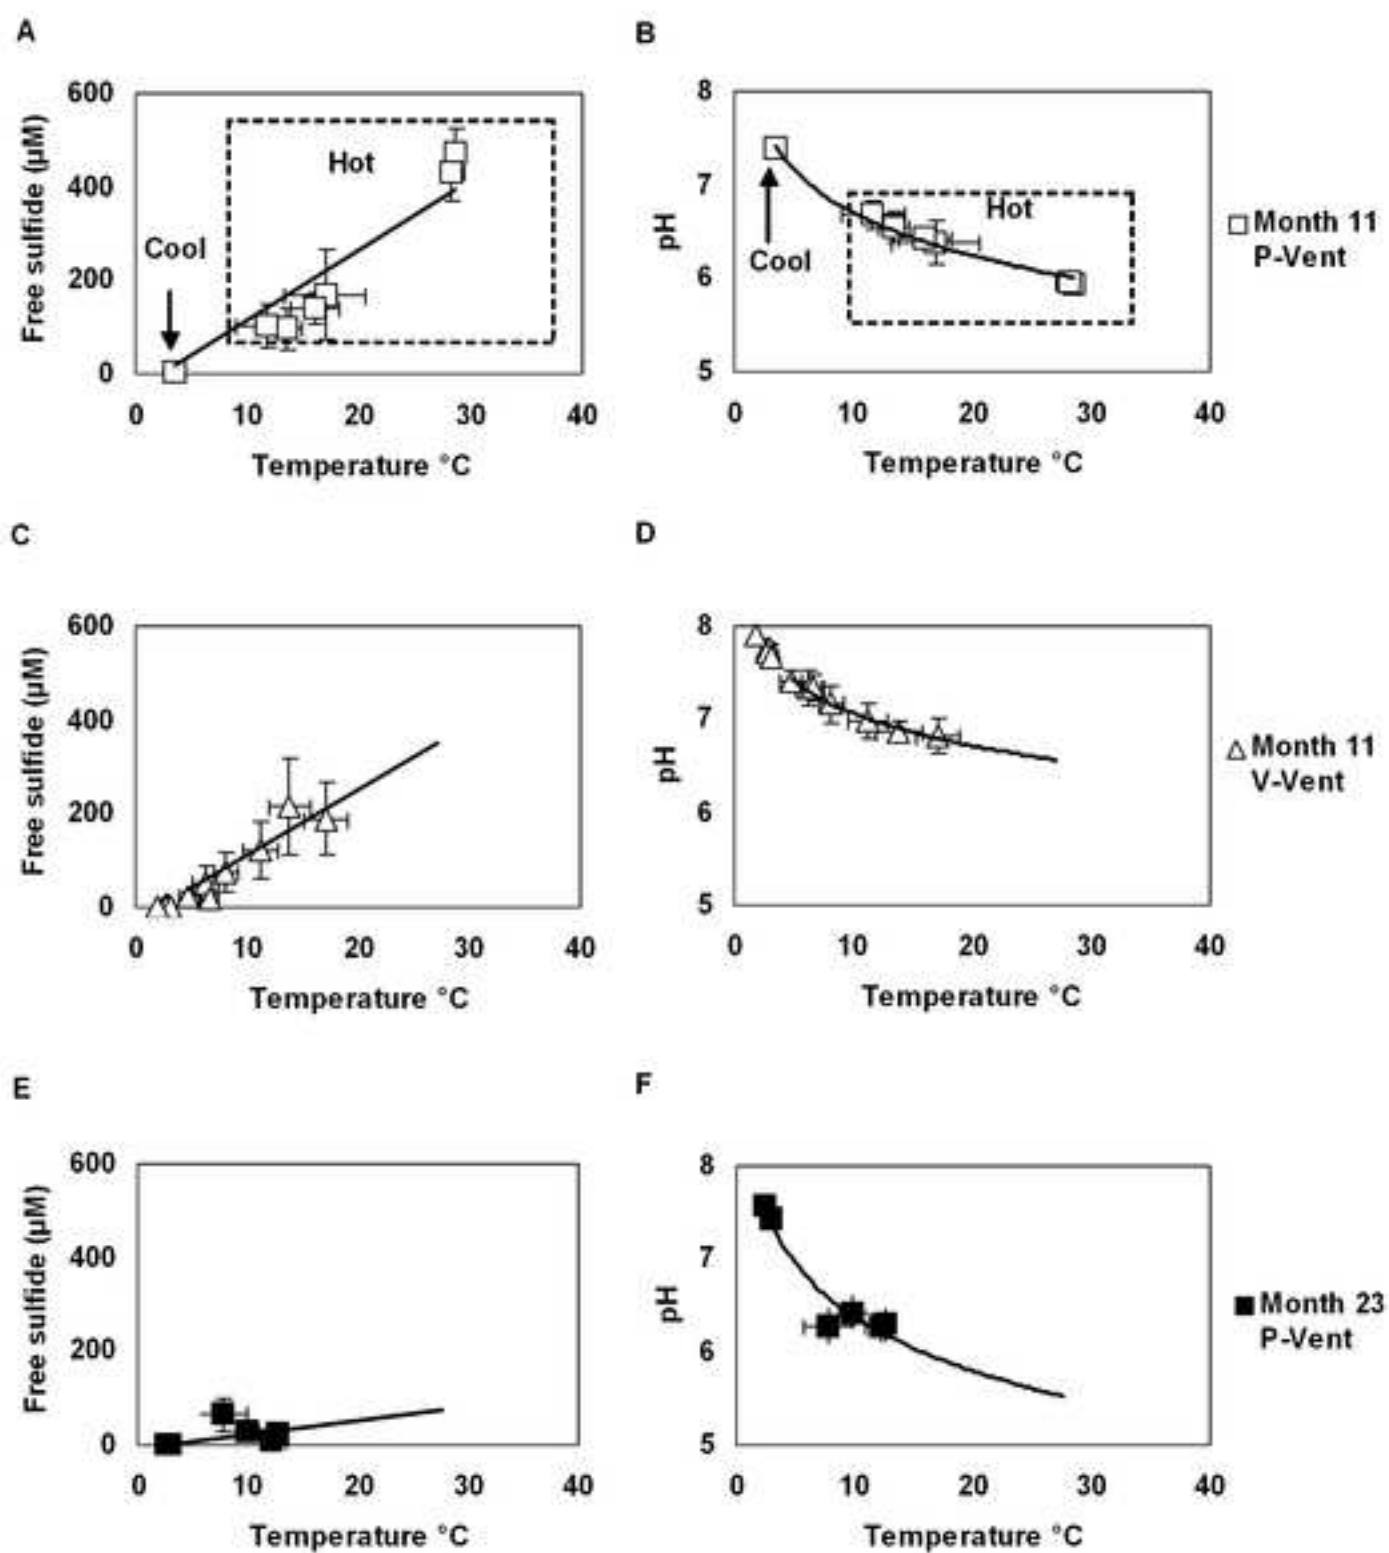 A
B
600
400
200
0
Free sulfide (µM)
Hot
Cool
0 10 20 30 40
Temperature °C
8
7
6
5
pH
Hot
Cool
0 10 20 30 40
Temperature °C
Month 11
P-Vent
C
D
600
400
200
0
Free sulfide (µM)
0 10 20 30 40
Temperature °C
8
7
6
5
pH
0 10 20 30 40
Temperature °C
Month 11
V-Vent
E
F
600
400
200
0
Free sulfide (µM)
0 10 20 30 40
Temperature °C
8
7
6
5
pH
0 10 20 30 40
Temperature °C
Month 23
P-Vent